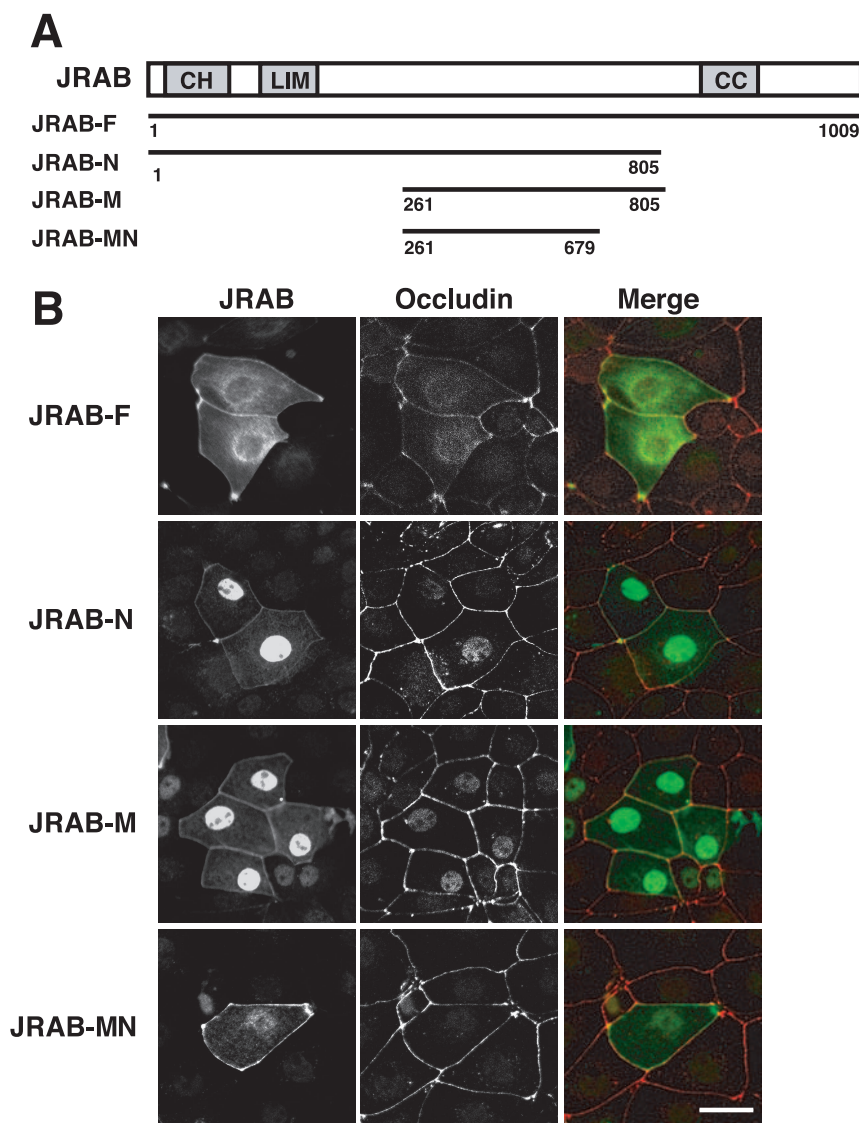 A
JRAB CH LIM CC
JRAB-F
1 1009
JRAB-N
1 805
JRAB-M
261 805
JRAB-MN
261 679
B
JRAB Occludin Merge
JRAB-F
JRAB-N
JRAB-M
JRAB-MN